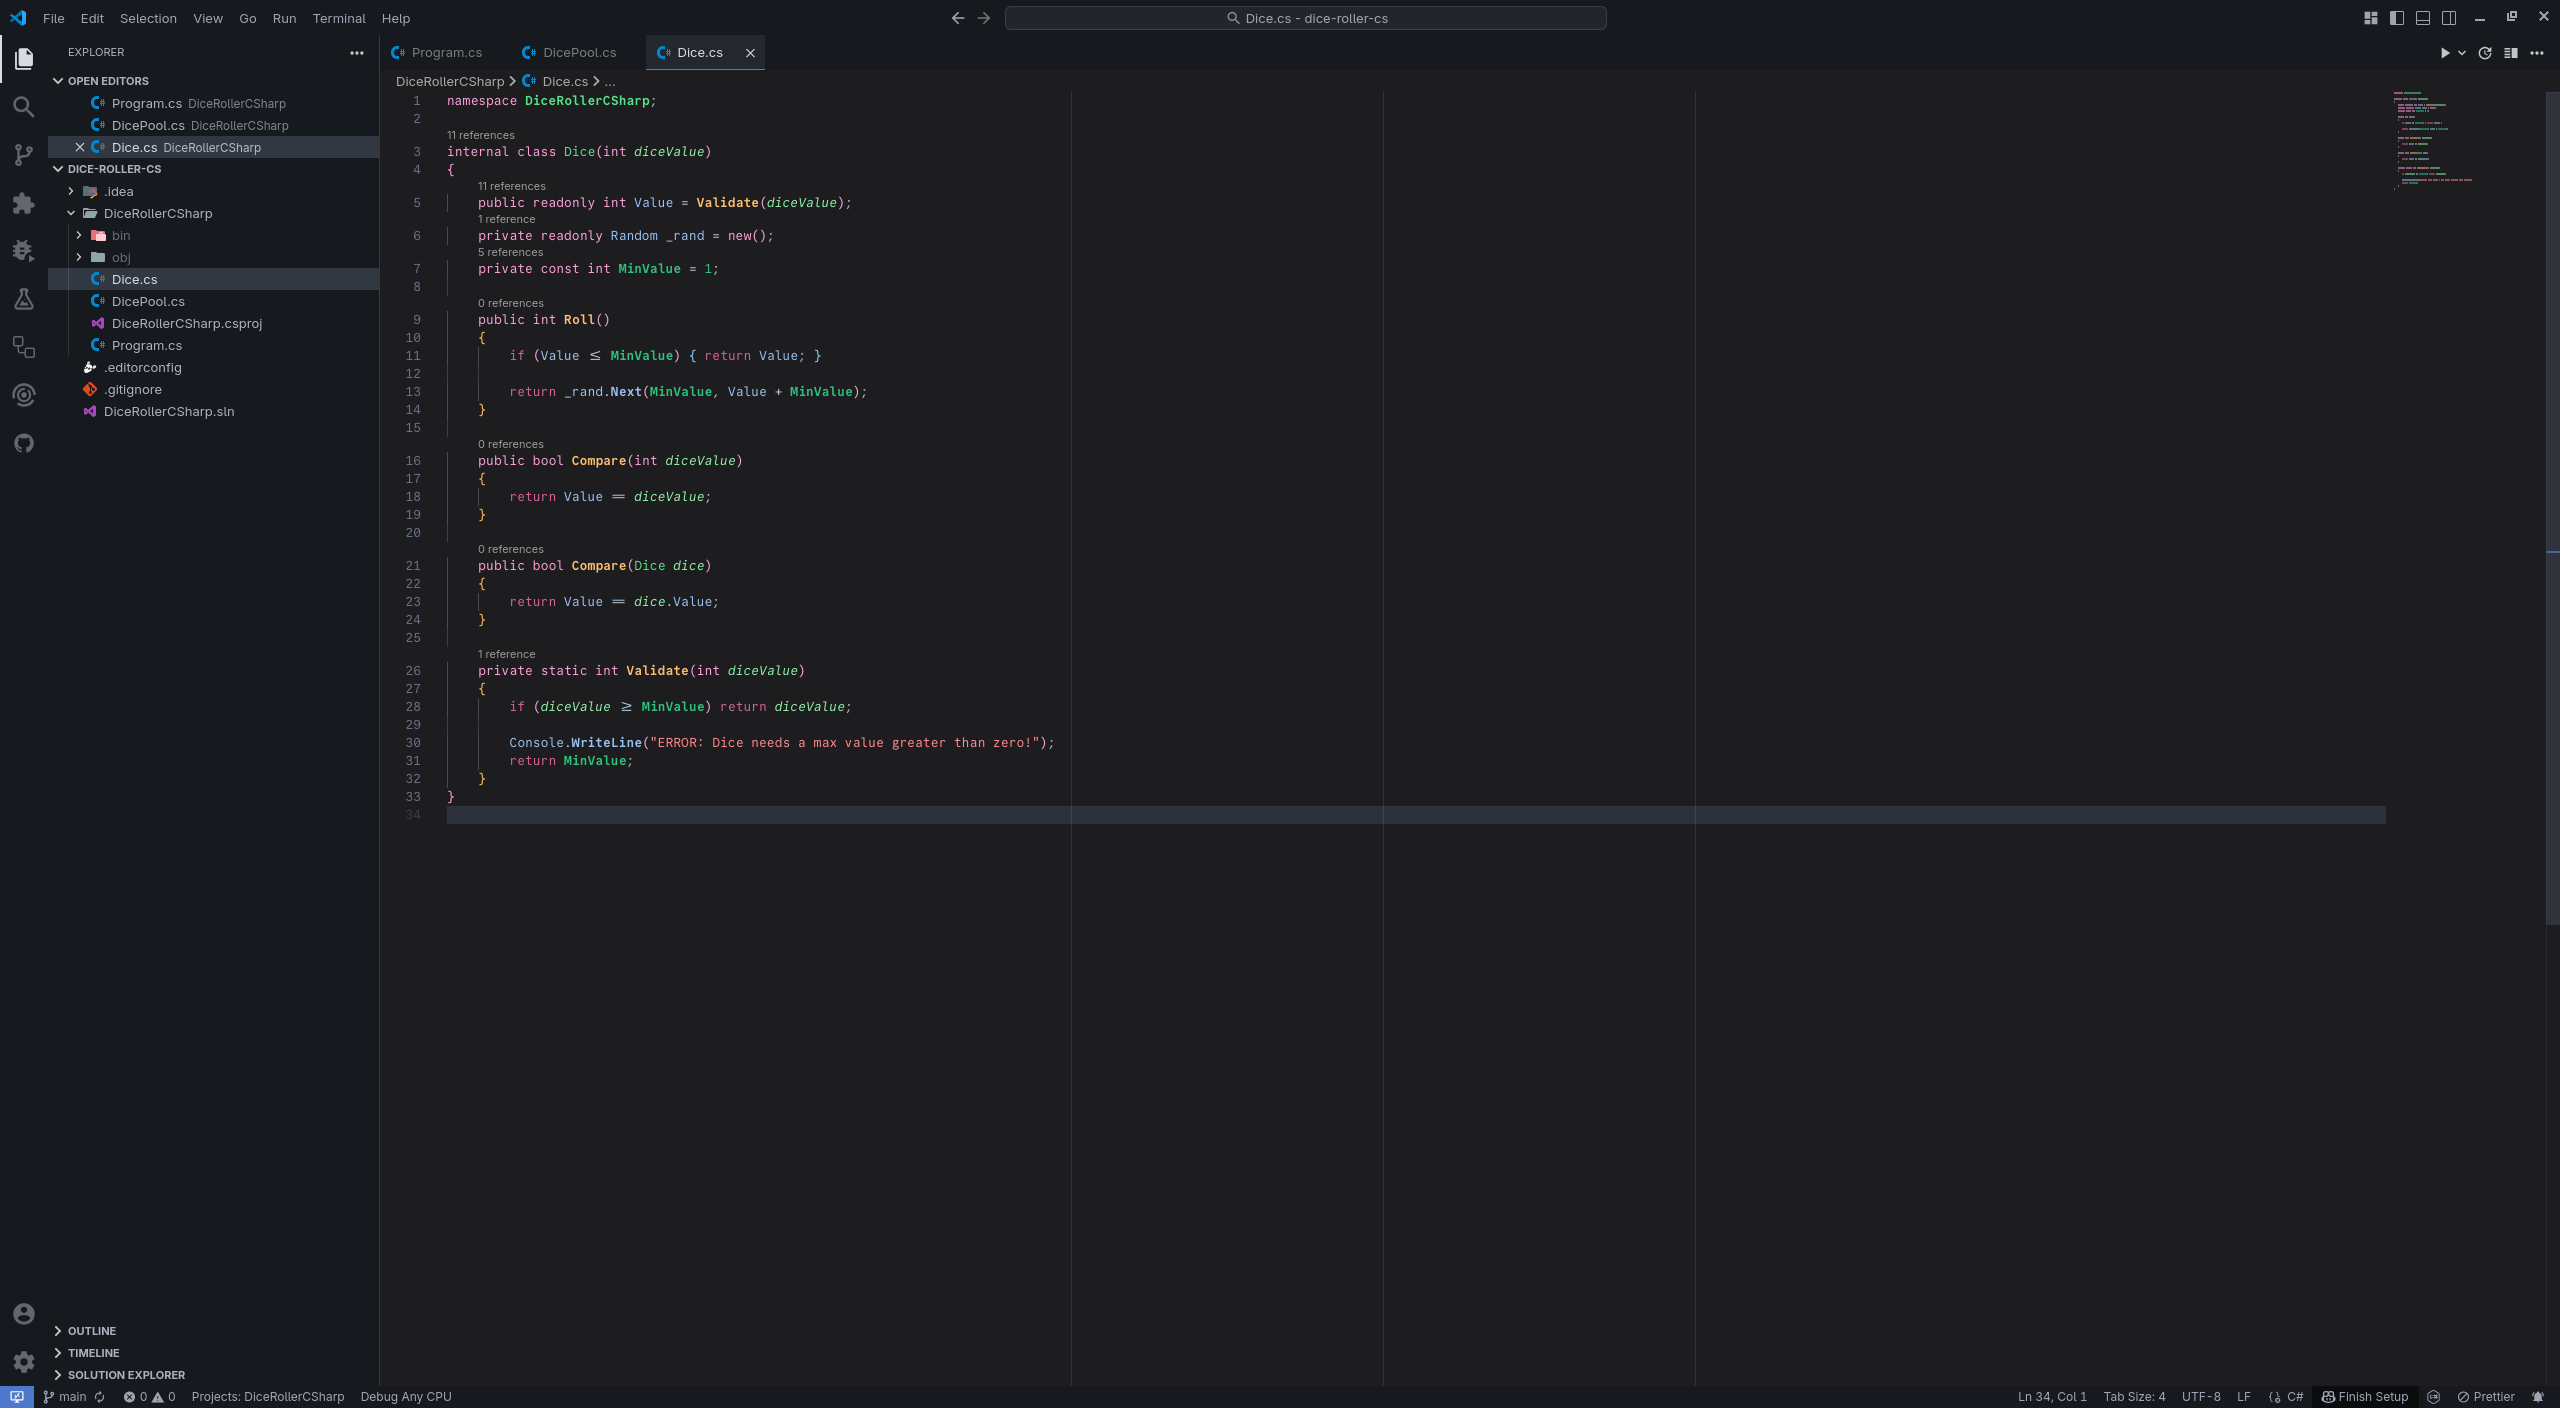 File Edit Selection View Go Run Terminal Help
Dice.cs - dice-roller-cs
EXPLORER
OPEN EDITORS
Program.cs DiceRollerCSharp
DicePool.cs DiceRollerCSharp
Dice.cs DiceRollerCSharp
DICE-ROLLER-CS
.idea
DiceRollerCSharp
bin
obj
Dice.cs
DicePool.cs
DiceRollerCSharp.csproj
Program.cs
.editorconfig
.gitignore
DiceRollerCSharp.sln
OUTLINE
TIMELINE
SOLUTION EXPLORER
Program.cs DicePool.cs Dice.cs
DiceRollerCSharp > Dice.cs > ...
1 namespace DiceRollerCSharp;
2
11 references
3 internal class Dice(int diceValue)
4 {
11 references
5 public readonly int Value = Validate(diceValue);
1 reference
6 private readonly Random _rand = new();
5 references
7 private const int MinValue = 1;
8
0 references
9 public int Roll()
10 {
11 if (Value ≤ MinValue) { return Value; }
12
13 return _rand.Next(MinValue, Value + MinValue);
14 }
15
0 references
16 public bool Compare(int diceValue)
17 {
18 return Value == diceValue;
19 }
20
0 references
21 public bool Compare(Dice dice)
22 {
23 return Value == dice.Value;
24 }
25
1 reference
26 private static int Validate(int diceValue)
27 {
28 if (diceValue ≥ MinValue) return diceValue;
29
30 Console.WriteLine("ERROR: Dice needs a max value greater than zero!");
31 return MinValue;
32 }
33 }
34
main 0 0 Projects: DiceRollerCSharp Debug Any CPU
Ln 34, Col 1 Tab Size: 4 UTF-8 LF {} C# Finish Setup Prettier